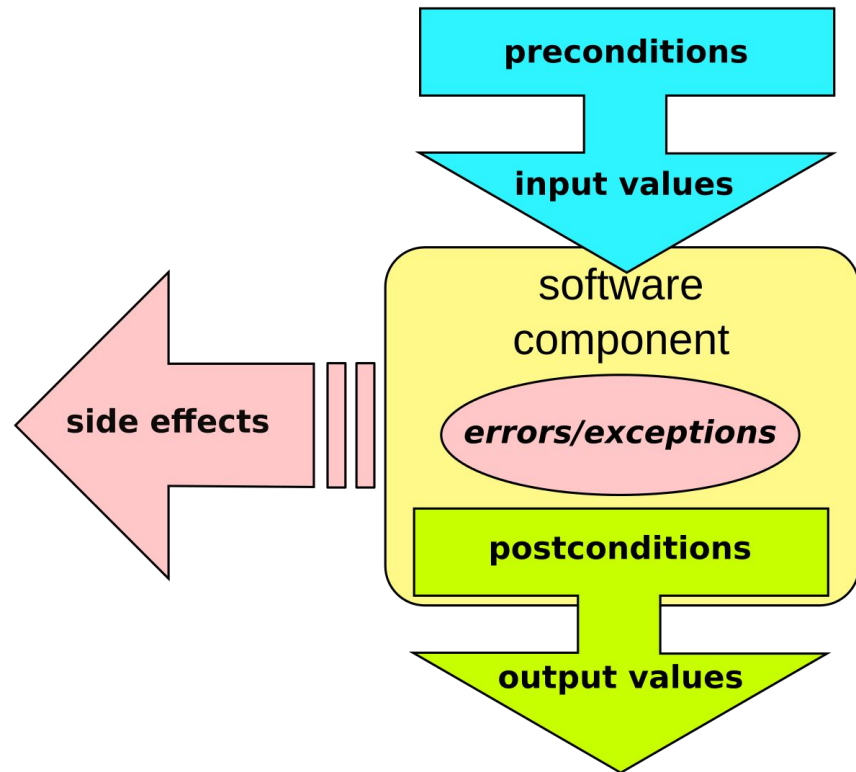 preconditions
input values
software
component
side effects
errors/exceptions
postconditions
output values